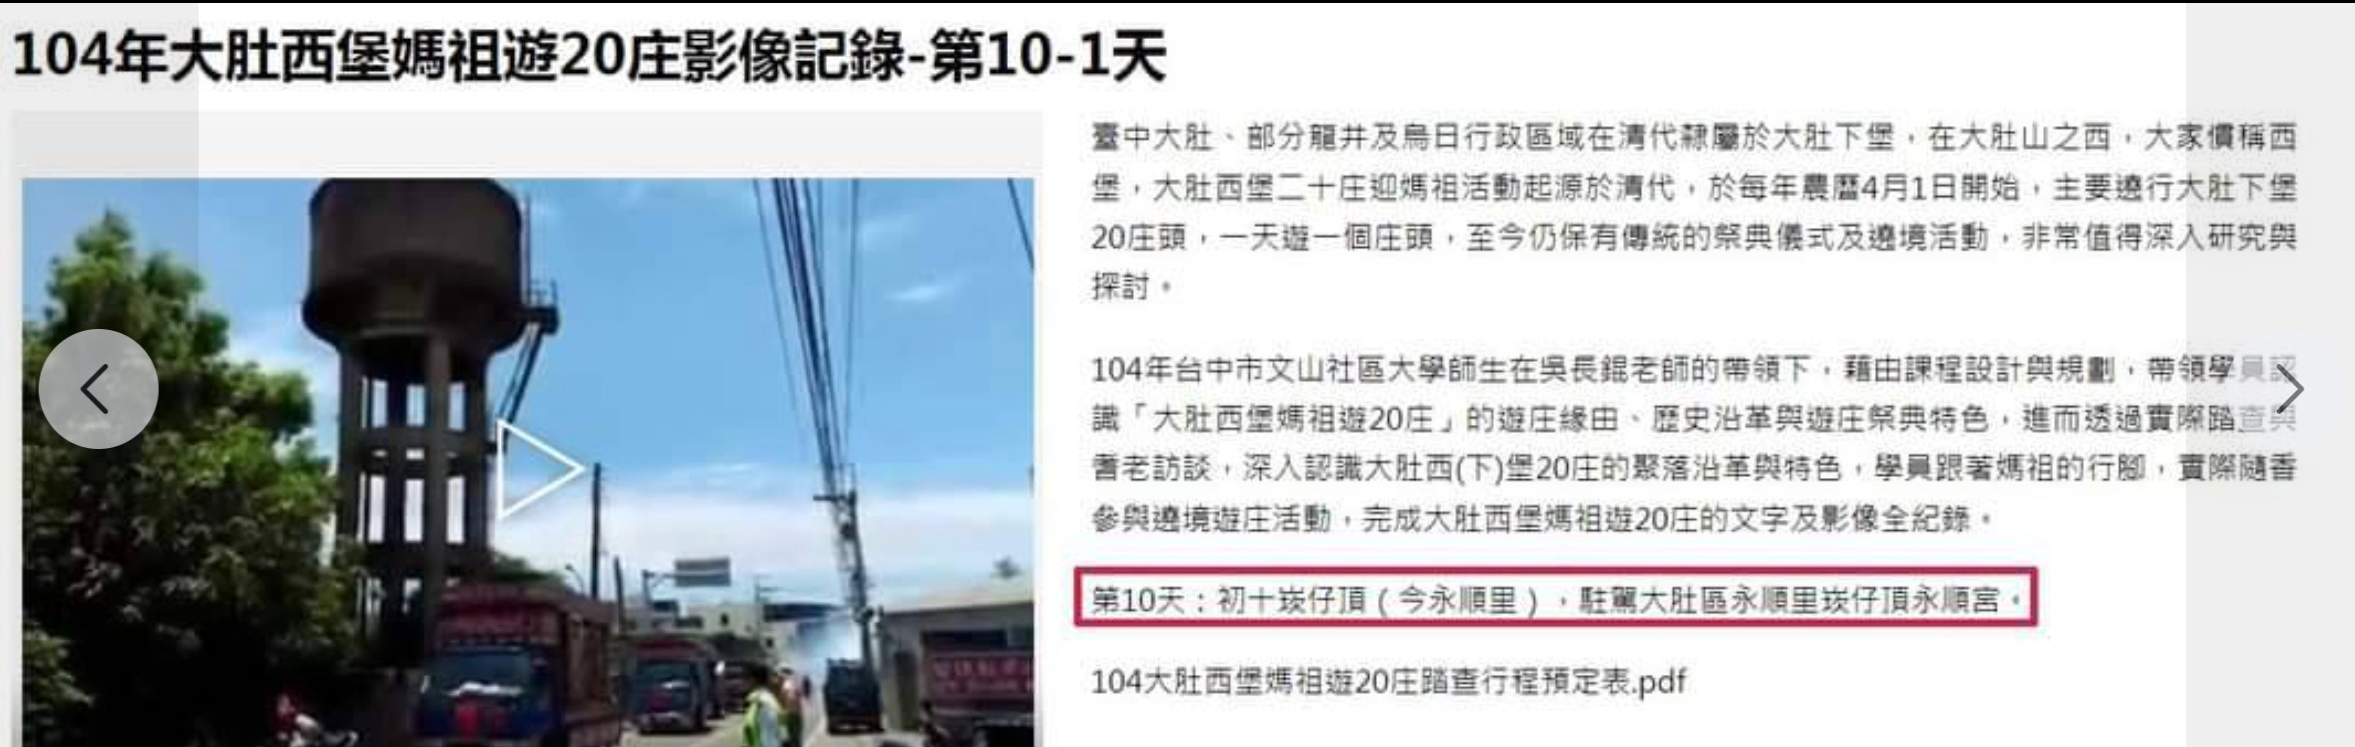 104年大肚西堡媽祖遊20庄影像記錄-第10-1天
臺中大肚、部分龍井及烏日行政區域在清代隸屬於大肚下堡，在大肚山之西，大家慣稱西
堡，大肚西堡二十庄迎媽祖活動起源於清代，於每年農曆4月1日開始，主要遶行大肚下堡
20庄頭，一天遊一個庄頭，至今仍保有傳統的祭典儀式及遶境活動，非常值得深入研究與
探討。
104年台中市文山社區大學師生在吳長錕老師的帶領下，藉由課程設計與規劃，帶領學員認
識「大肚西堡媽祖遊20庄」的遊庄緣由、歷史沿革與遊庄祭典特色，進而透過實際踏查與
耆老訪談，深入認識大肚西(下)堡20庄的聚落沿革與特色，學員跟著媽祖的行腳，實際隨香
參與遶境遊庄活動，完成大肚西堡媽祖遊20庄的文字及影像全紀錄。
第10天：初十崁仔頂（今永順里），駐駕大肚區永順里崁仔頂永順宮。
104大肚西堡媽祖遊20庄踏查行程預定表.pdf